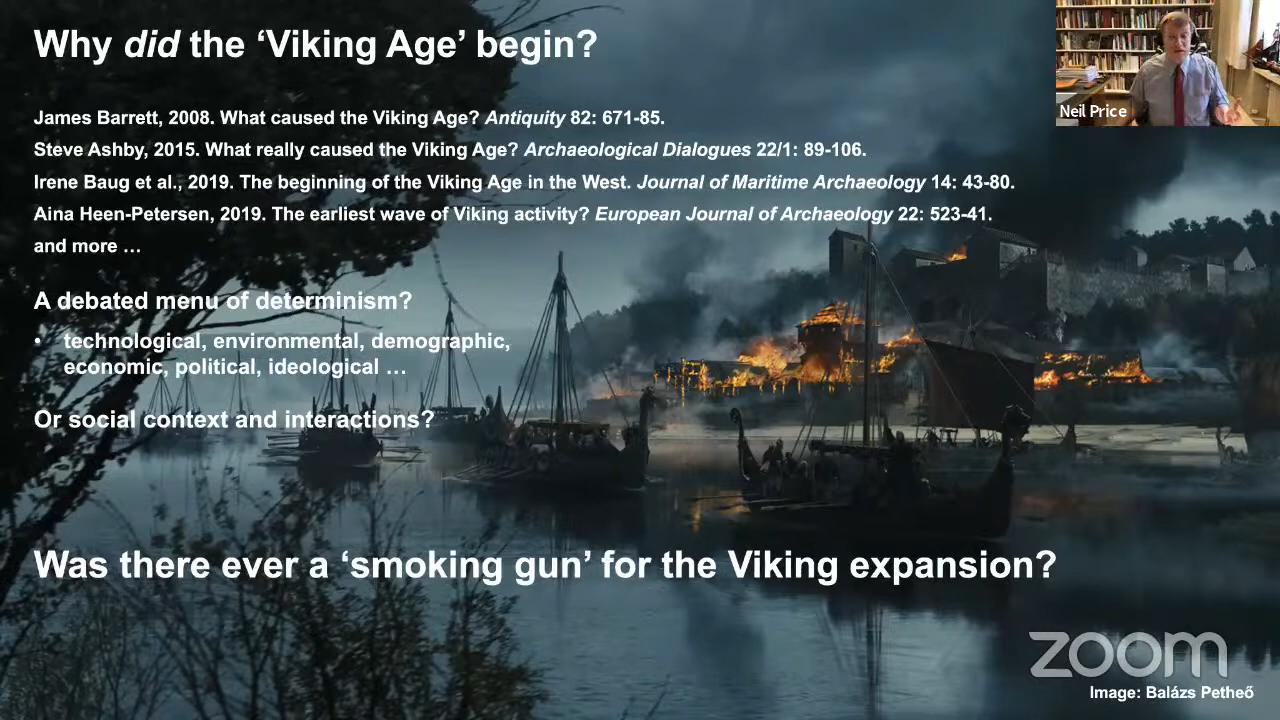 Why did the ‘Viking Age’ begin?
Neil Price
James Barrett, 2008. What caused the Viking Age? Antiquity 82: 671-85.
Steve Ashby, 2015. What really caused the Viking Age? Archaeological Dialogues 22/1: 89-106.
Irene Baug et al., 2019. The beginning of the Viking Age in the West. Journal of Maritime Archaeology 14: 43-80.
Aina Heen-Petersen, 2019. The earliest wave of Viking activity? European Journal of Archaeology 22: 523-41.
and more …
A debated menu of determinism?
• technological, environmental, demographic,
economic, political, ideological …
Or social context and interactions?
Was there ever a ‘smoking gun’ for the Viking expansion?
zoom
Image: Balázs Petheő